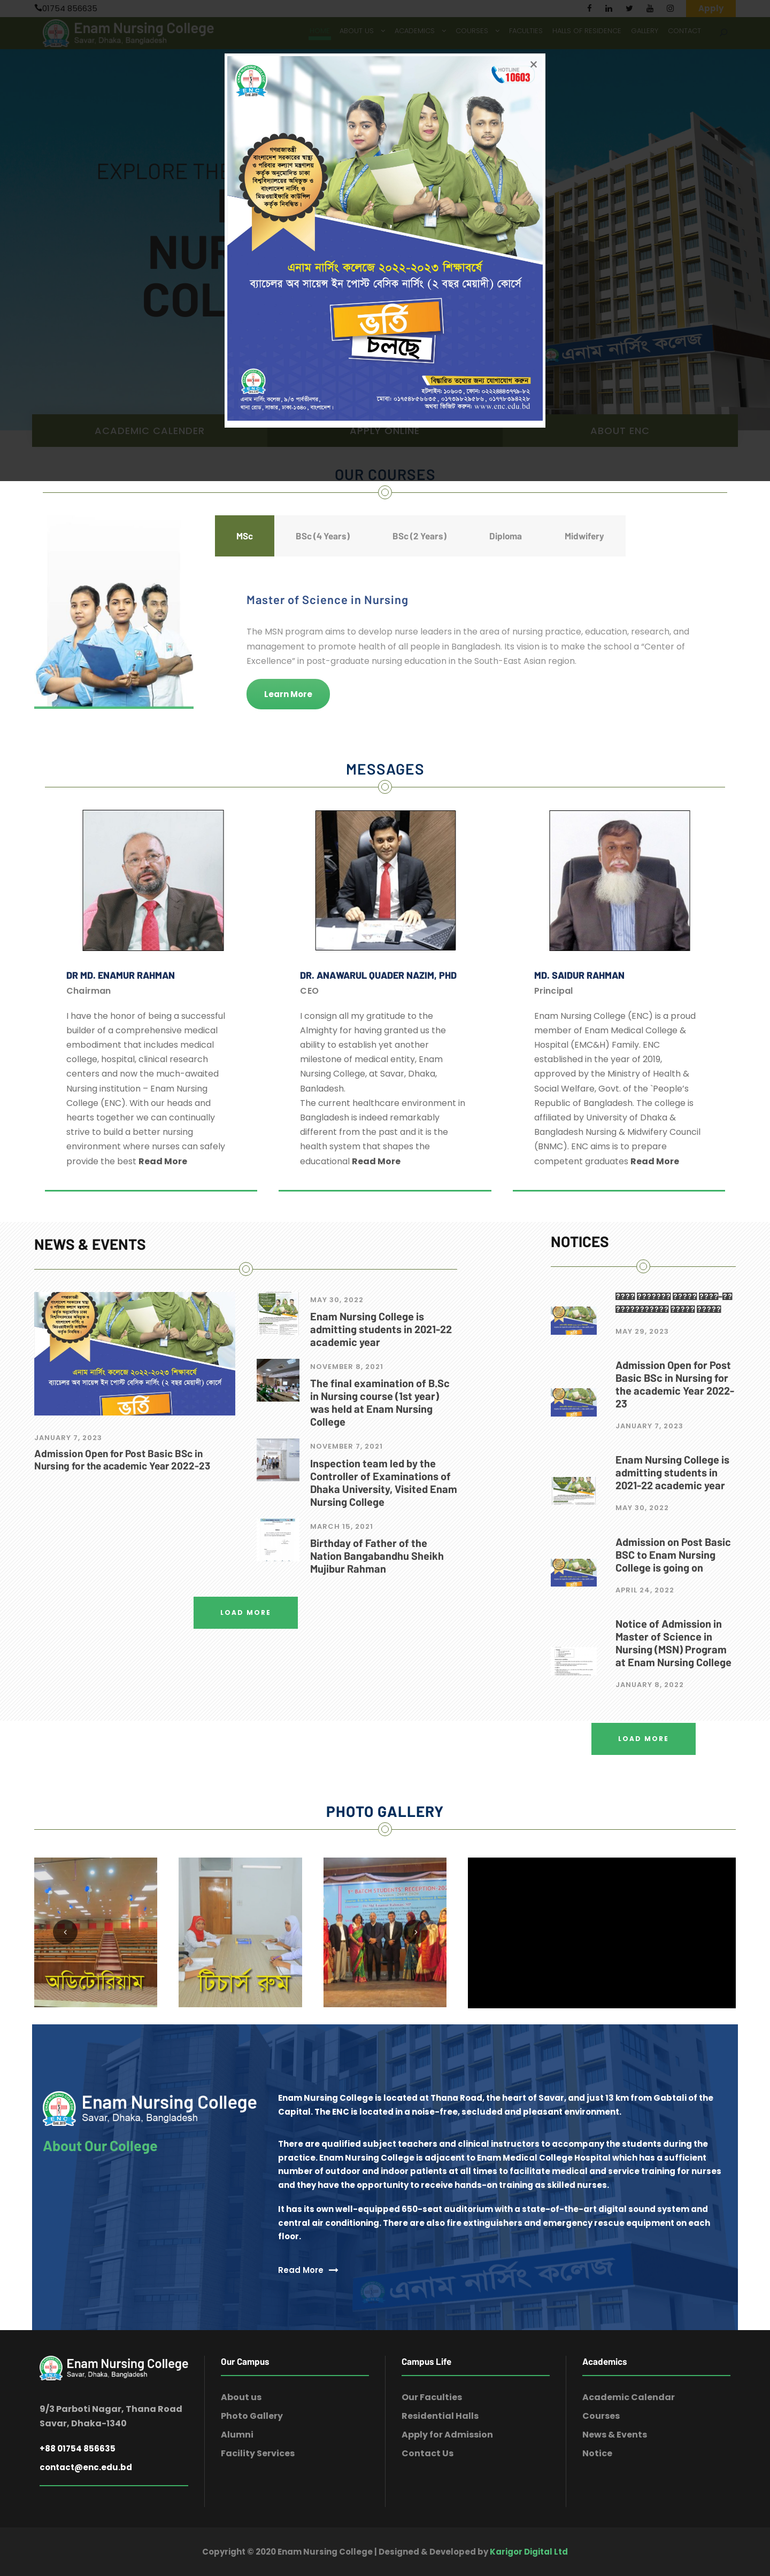 01754 856635
Apply
Enam Nursing College
Savar, Dhaka, Bangladesh
ABOUT US
ACADEMICS
COURSES
FACULTIES
HALLS OF RESIDENCE
GALLERY
CONTACT
EXPLORE THE
NUR
COL
×
HOTLINE
10603
গণপ্রজাতন্ত্রী
বাংলাদেশ সরকারের স্বাস্থ্য
ও পরিবার কল্যাণ মন্ত্রণালয়
কর্তৃক অনুমোদিত ঢাকা
বিশ্ববিদ্যালয়ের অধিভুক্ত ও
বাংলাদেশ নার্সিং ও
মিডওয়াইফারি কাউন্সিল
কর্তৃক নিবন্ধিত।
এনাম নার্সিং কলেজে ২০২২-২০২৩ শিক্ষাবর্ষে
ব্যাচেলর অব সায়েন্স ইন পোস্ট বেসিক নার্সিং (২ বছর মেয়াদী) কোর্সে
ভর্তি
চলছে
বিস্তারিত তথ্যের জন্য যোগাযোগ করুন
এনাম নার্সিং কলেজ, ৯/৩ পার্বতীনগর,
থানা রোড, সাভার, ঢাকা-১৩৪০, বাংলাদেশ।
অথবা ভিজিট করুন: www.enc.edu.bd
এনাম নার্সিং কলেজ
ACADEMIC CALENDER
APPLY ONLINE
ABOUT ENC
OUR COURSES
MSc
BSc (4 Years)
BSc (2 Years)
Diploma
Midwifery
Master of Science in Nursing
The MSN program aims to develop nurse leaders in the area of nursing practice, education, research, and
management to promote health of all people in Bangladesh. Its vision is to make the school a “Center of
Excellence” in post-graduate nursing education in the South-East Asian region.
Learn More
MESSAGES
DR MD. ENAMUR RAHMAN
Chairman
I have the honor of being a successful
builder of a comprehensive medical
embodiment that includes medical
college, hospital, clinical research
centers and now the much-awaited
Nursing institution – Enam Nursing
College (ENC). With our heads and
hearts together we can continually
strive to build a better nursing
environment where nurses can safely
provide the best Read More
DR. ANAWARUL QUADER NAZIM, PHD
CEO
I consign all my gratitude to the
Almighty for having granted us the
ability to establish yet another
milestone of medical entity, Enam
Nursing College, at Savar, Dhaka,
Banladesh.
The current healthcare environment in
Bangladesh is indeed remarkably
different from the past and it is the
health system that shapes the
educational Read More
MD. SAIDUR RAHMAN
Principal
Enam Nursing College (ENC) is a proud
member of Enam Medical College &
Hospital (EMC&H) Family. ENC
established in the year of 2019,
approved by the Ministry of Health &
Social Welfare, Govt. of the `People’s
Republic of Bangladesh. The college is
affiliated by University of Dhaka &
Bangladesh Nursing & Midwifery Council
(BNMC). ENC aims is to prepare
competent graduates Read More
NEWS & EVENTS
এনাম নার্সিং কলেজে ২০২২-২০২৩ শিক্ষাবর্ষে
ব্যাচেলর অব সায়েন্স ইন পোস্ট বেসিক নার্সিং (২ বছর মেয়াদী) কোর্সে
ভর্তি
JANUARY 7, 2023
Admission Open for Post Basic BSc in
Nursing for the academic Year 2022-23
MAY 30, 2022
Enam Nursing College is
admitting students in 2021-22
academic year
NOVEMBER 8, 2021
The final examination of B.Sc
in Nursing course (1st year)
was held at Enam Nursing
College
NOVEMBER 7, 2021
Inspection team led by the
Controller of Examinations of
Dhaka University, Visited Enam
Nursing College
MARCH 15, 2021
Birthday of Father of the
Nation Bangabandhu Sheikh
Mujibur Rahman
LOAD MORE
NOTICES
MAY 29, 2023
Admission Open for Post
Basic BSc in Nursing for
the academic Year 2022-
23
JANUARY 7, 2023
Enam Nursing College is
admitting students in
2021-22 academic year
MAY 30, 2022
Admission on Post Basic
BSC to Enam Nursing
College is going on
APRIL 24, 2022
Notice of Admission in
Master of Science in
Nursing (MSN) Program
at Enam Nursing College
JANUARY 8, 2022
LOAD MORE
PHOTO GALLERY
অডিটোরিয়াম
টিচার্স রুম
Enam Nursing College
Savar, Dhaka, Bangladesh
About Our College
Enam Nursing College is located at Thana Road, the heart of Savar, and just 13 km from Gabtali of the
Capital. The ENC is located in a noise-free, secluded and pleasant environment.
There are qualified subject teachers and clinical instructors to accompany the students during the
practice. Enam Nursing College is adjacent to Enam Medical College Hospital which has a sufficient
number of outdoor and indoor patients at all times to facilitate medical and service training for nurses
and they have the opportunity to receive hands-on training as skilled nurses.
It has its own well-equipped 650-seat auditorium with a state-of-the-art digital sound system and
central air conditioning. There are also fire extinguishers and emergency rescue equipment on each
floor.
Read More
এনাম নার্সিং কলেজ
Enam Nursing College
Savar, Dhaka, Bangladesh
9/3 Parboti Nagar, Thana Road
Savar, Dhaka-1340
+88 01754 856635
contact@enc.edu.bd
Our Campus
About us
Photo Gallery
Alumni
Facility Services
Campus Life
Our Faculties
Residential Halls
Apply for Admission
Contact Us
Academics
Academic Calendar
Courses
News & Events
Notice
Copyright © 2020 Enam Nursing College | Designed & Developed by Karigor Digital Ltd